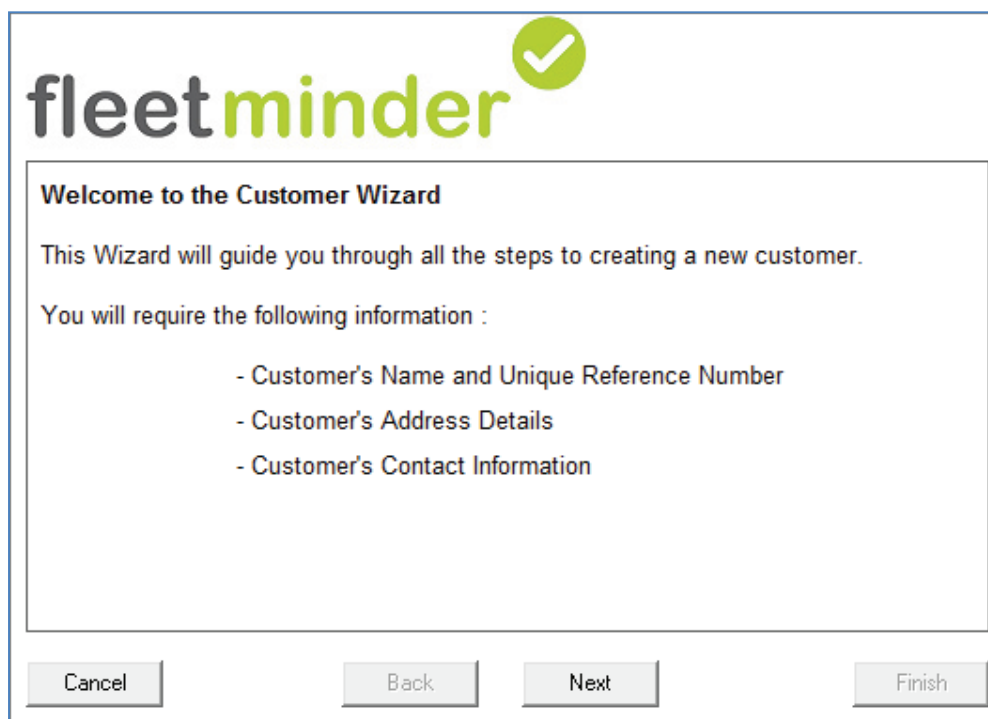 fleetminder
Welcome to the Customer Wizard
This Wizard will guide you through all the steps to creating a new customer.
You will require the following information :
- Customer's Name and Unique Reference Number
- Customer's Address Details
- Customer's Contact Information
Cancel Back Next Finish